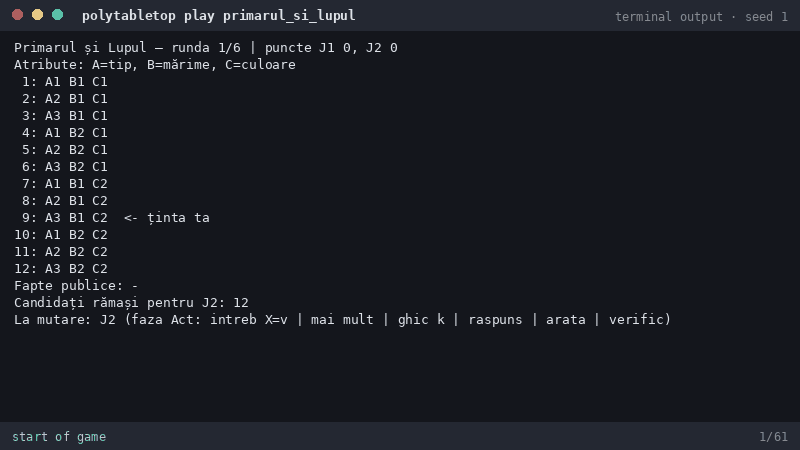 polytabletop play primarul_si_lupul
terminal output · seed 1
Primarul și Lupul — runda 1/6 | puncte J1 0, J2 0
Atribute: A=tip, B=mărime, C=culoare
1: A1 B1 C1
2: A2 B1 C1
3: A3 B1 C1
4: A1 B2 C1
5: A2 B2 C1
6: A3 B2 C1
7: A1 B1 C2
8: A2 B1 C2
9: A3 B1 C2 <- ținta ta
10: A1 B2 C2
11: A2 B2 C2
12: A3 B2 C2
Fapte publice: -
Candidați rămași pentru J2: 12
La mutare: J2 (faza Act: intreb X=v | mai mult | ghic k | raspuns | arata | verific)
start of game
1/61